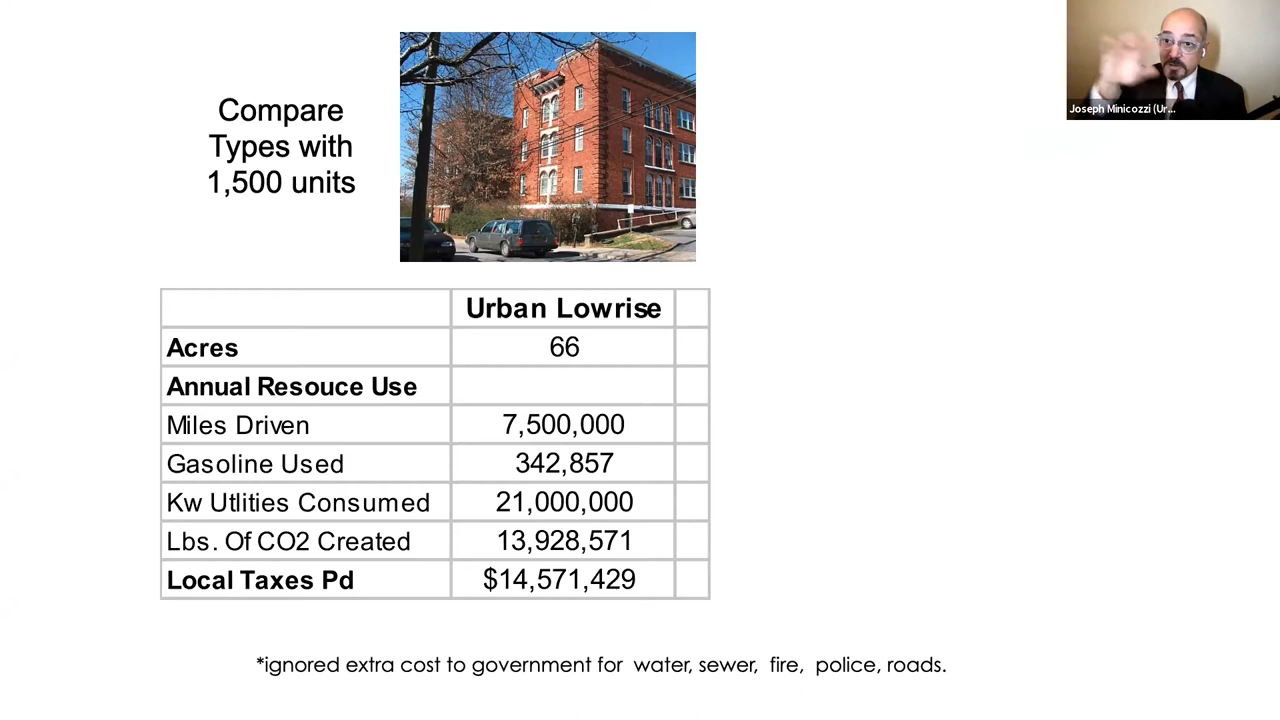 Compare
Types with
1,500 units
Joseph Minicozzi (Ur...
Urban Lowrise
Acres 66
Annual Resouce Use
Miles Driven 7,500,000
Gasoline Used 342,857
Kw Utlities Consumed 21,000,000
Lbs. Of CO2 Created 13,928,571
Local Taxes Pd $14,571,429
*ignored extra cost to government for water, sewer, fire, police, roads.